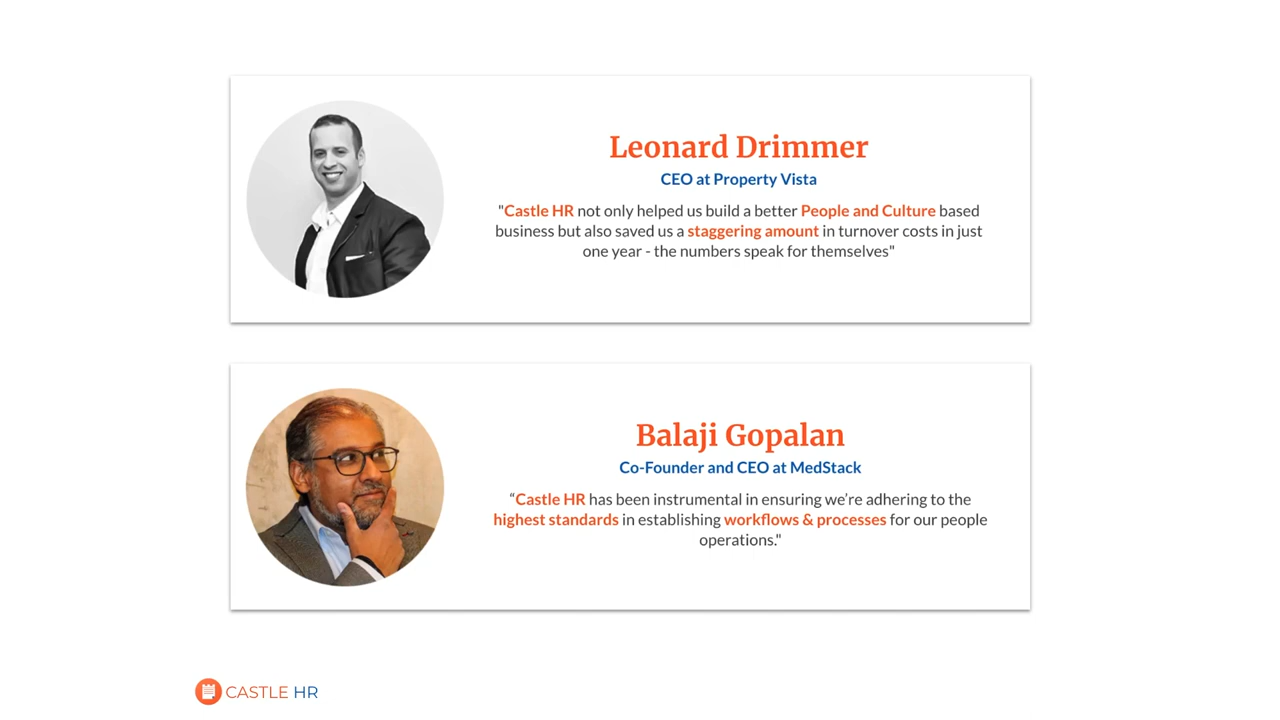 Leonard Drimmer
CEO at Property Vista
"Castle HR not only helped us build a better People and Culture based
business but also saved us a staggering amount in turnover costs in just
one year - the numbers speak for themselves"
Balaji Gopalan
Co-Founder and CEO at MedStack
“Castle HR has been instrumental in ensuring we’re adhering to the
highest standards in establishing workflows & processes for our people
operations."
CASTLE HR